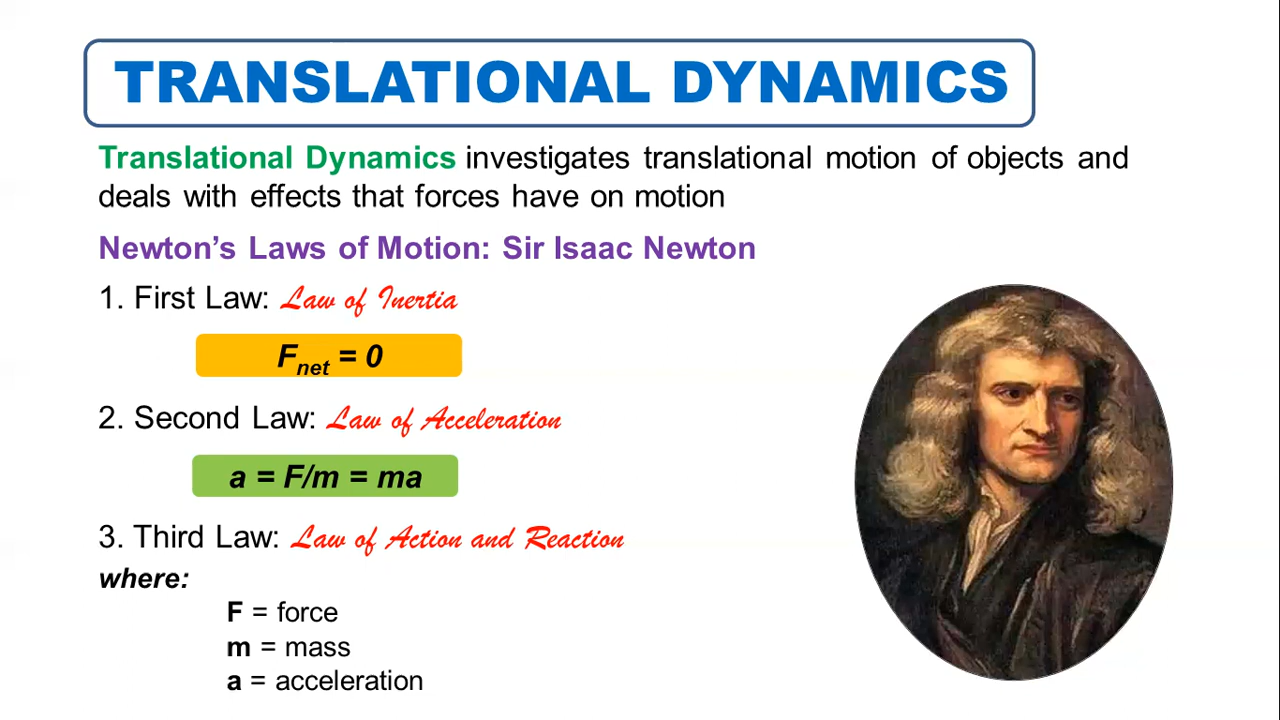 TRANSLATIONAL DYNAMICS
Translational Dynamics investigates translational motion of objects and
deals with effects that forces have on motion
Newton’s Laws of Motion: Sir Isaac Newton
1. First Law: Law of Inertia
Fnet = 0
2. Second Law: Law of Acceleration
a = F/m = ma
3. Third Law: Law of Action and Reaction
where:
F = force
m = mass
a = acceleration